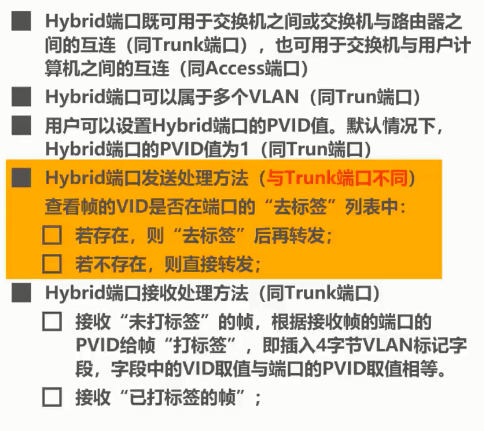 Hybrid端口既可用于交换机之间或交换机与路由器之
间的互连（同Trunk端口），也可用于交换机与用户计
算机之间的互连（同Access端口）
Hybrid端口可以属于多个VLAN（同Trun端口）
用户可以设置Hybrid端口的PVID值。默认情况下，
Hybrid端口的PVID值为1（同Trun端口）
Hybrid端口发送处理方法（与Trunk端口不同）
查看帧的VID是否在端口的“去标签”列表中：
若存在，则“去标签”后再转发；
若不存在，则直接转发；
Hybrid端口接收处理方法（同Trunk端口）
接收“未打标签”的帧，根据接收帧的端口的
PVID给帧“打标签”，即插入4字节VLAN标记字
段，字段中的VID取值与端口的PVID取值相等。
接收“已打标签的帧”；